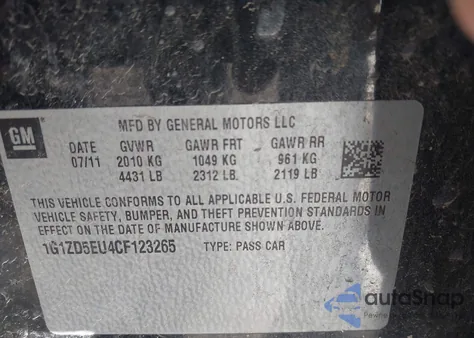 GM
MFD BY GENERAL MOTORS LLC
DATE GVWR GAWR FRT GAWR RR
07/11 2010 KG 1049 KG 961 KG
4431 LB 2312 LB. 2119 LB.
THIS VEHICLE CONFORMS TO ALL APPLICABLE U.S. FEDERAL MOTOR
VEHICLE SAFETY, BUMPER, AND THEFT PREVENTION STANDARDS IN
EFFECT ON THE DATE OF MANUFACTURE SHOWN ABOVE.
1G1ZD5EU4CF123265 TYPE: PASS CAR
autoSnap